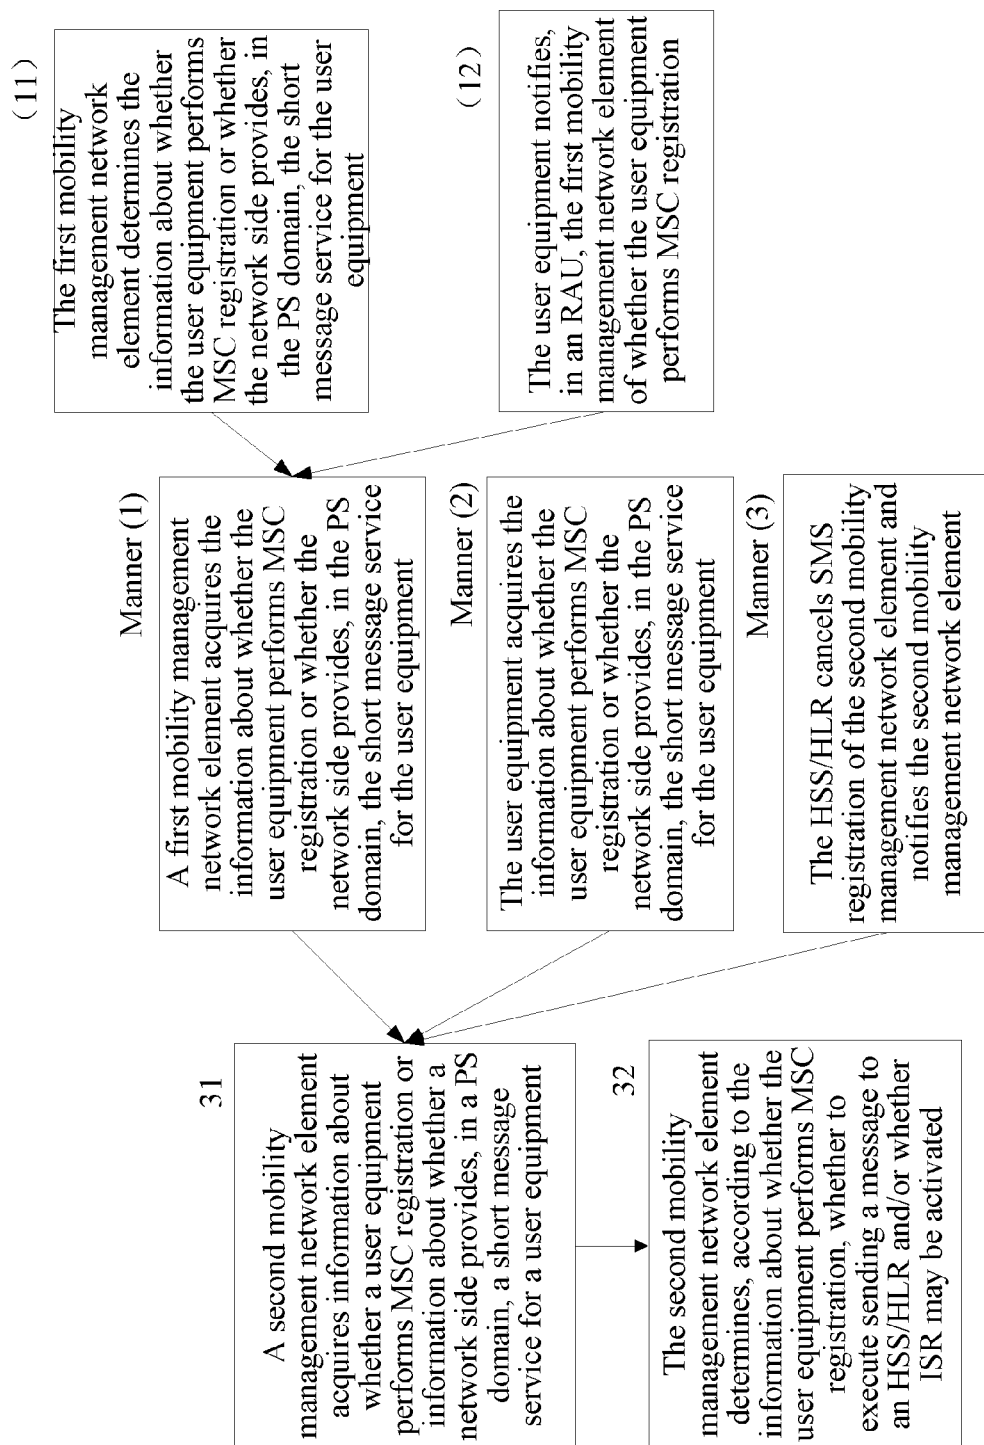 31
A second mobility
management network element
acquires information about
whether a user equipment
performs MSC registration or
information about whether a
network side provides, in a PS
domain, a short message
service for a user equipment
32
The second mobility
management network element
determines, according to the
information about whether the
user equipment performs MSC
registration, whether to
execute sending a message to
an HSS/HLR and/or whether
ISR may be activated
Manner (1)
A first mobility management
network element acquires the
information about whether the
user equipment performs MSC
registration or whether the
network side provides, in the PS
domain, the short message service
for the user equipment
Manner (2)
The user equipment acquires the
information about whether the
user equipment performs MSC
registration or whether the
network side provides, in the PS
domain, the short message service
for the user equipment
Manner (3)
The HSS/HLR cancels SMS
registration of the second mobility
management network element and
notifies the second mobility
management network element
(11)
The first mobility
management network
element determines the
information about whether
the user equipment performs
MSC registration or whether
the network side provides, in
the PS domain, the short
message service for the user
equipment
(12)
The user equipment notifies,
in an RAU, the first mobility
management network element
of whether the user equipment
performs MSC registration